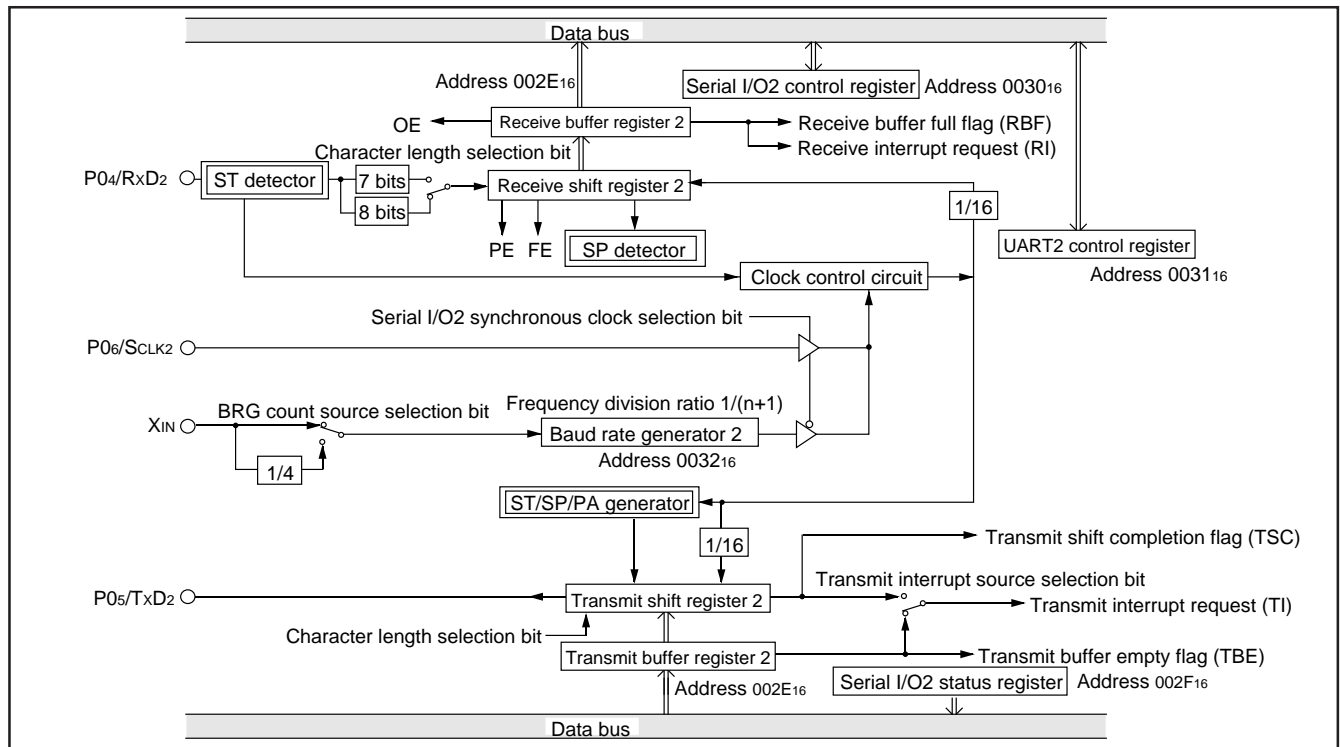 Data bus
Address 002E16
Serial I/O2 control register Address 003016
OE
Receive buffer register 2
Receive buffer full flag (RBF)
Receive interrupt request (RI)
Character length selection bit
P04/RXD2
ST detector
7 bits
8 bits
Receive shift register 2
1/16
PE FE
SP detector
UART2 control register
Address 003116
Clock control circuit
Serial I/O2 synchronous clock selection bit
P06/SCLK2
XIN
BRG count source selection bit
Frequency division ratio 1/(n+1)
Baud rate generator 2
Address 003216
1/4
ST/SP/PA generator
1/16
Transmit shift completion flag (TSC)
Transmit interrupt source selection bit
P05/TXD2
Transmit shift register 2
Transmit interrupt request (TI)
Character length selection bit
Transmit buffer register 2
Transmit buffer empty flag (TBE)
Address 002E16
Serial I/O2 status register Address 002F16
Data bus